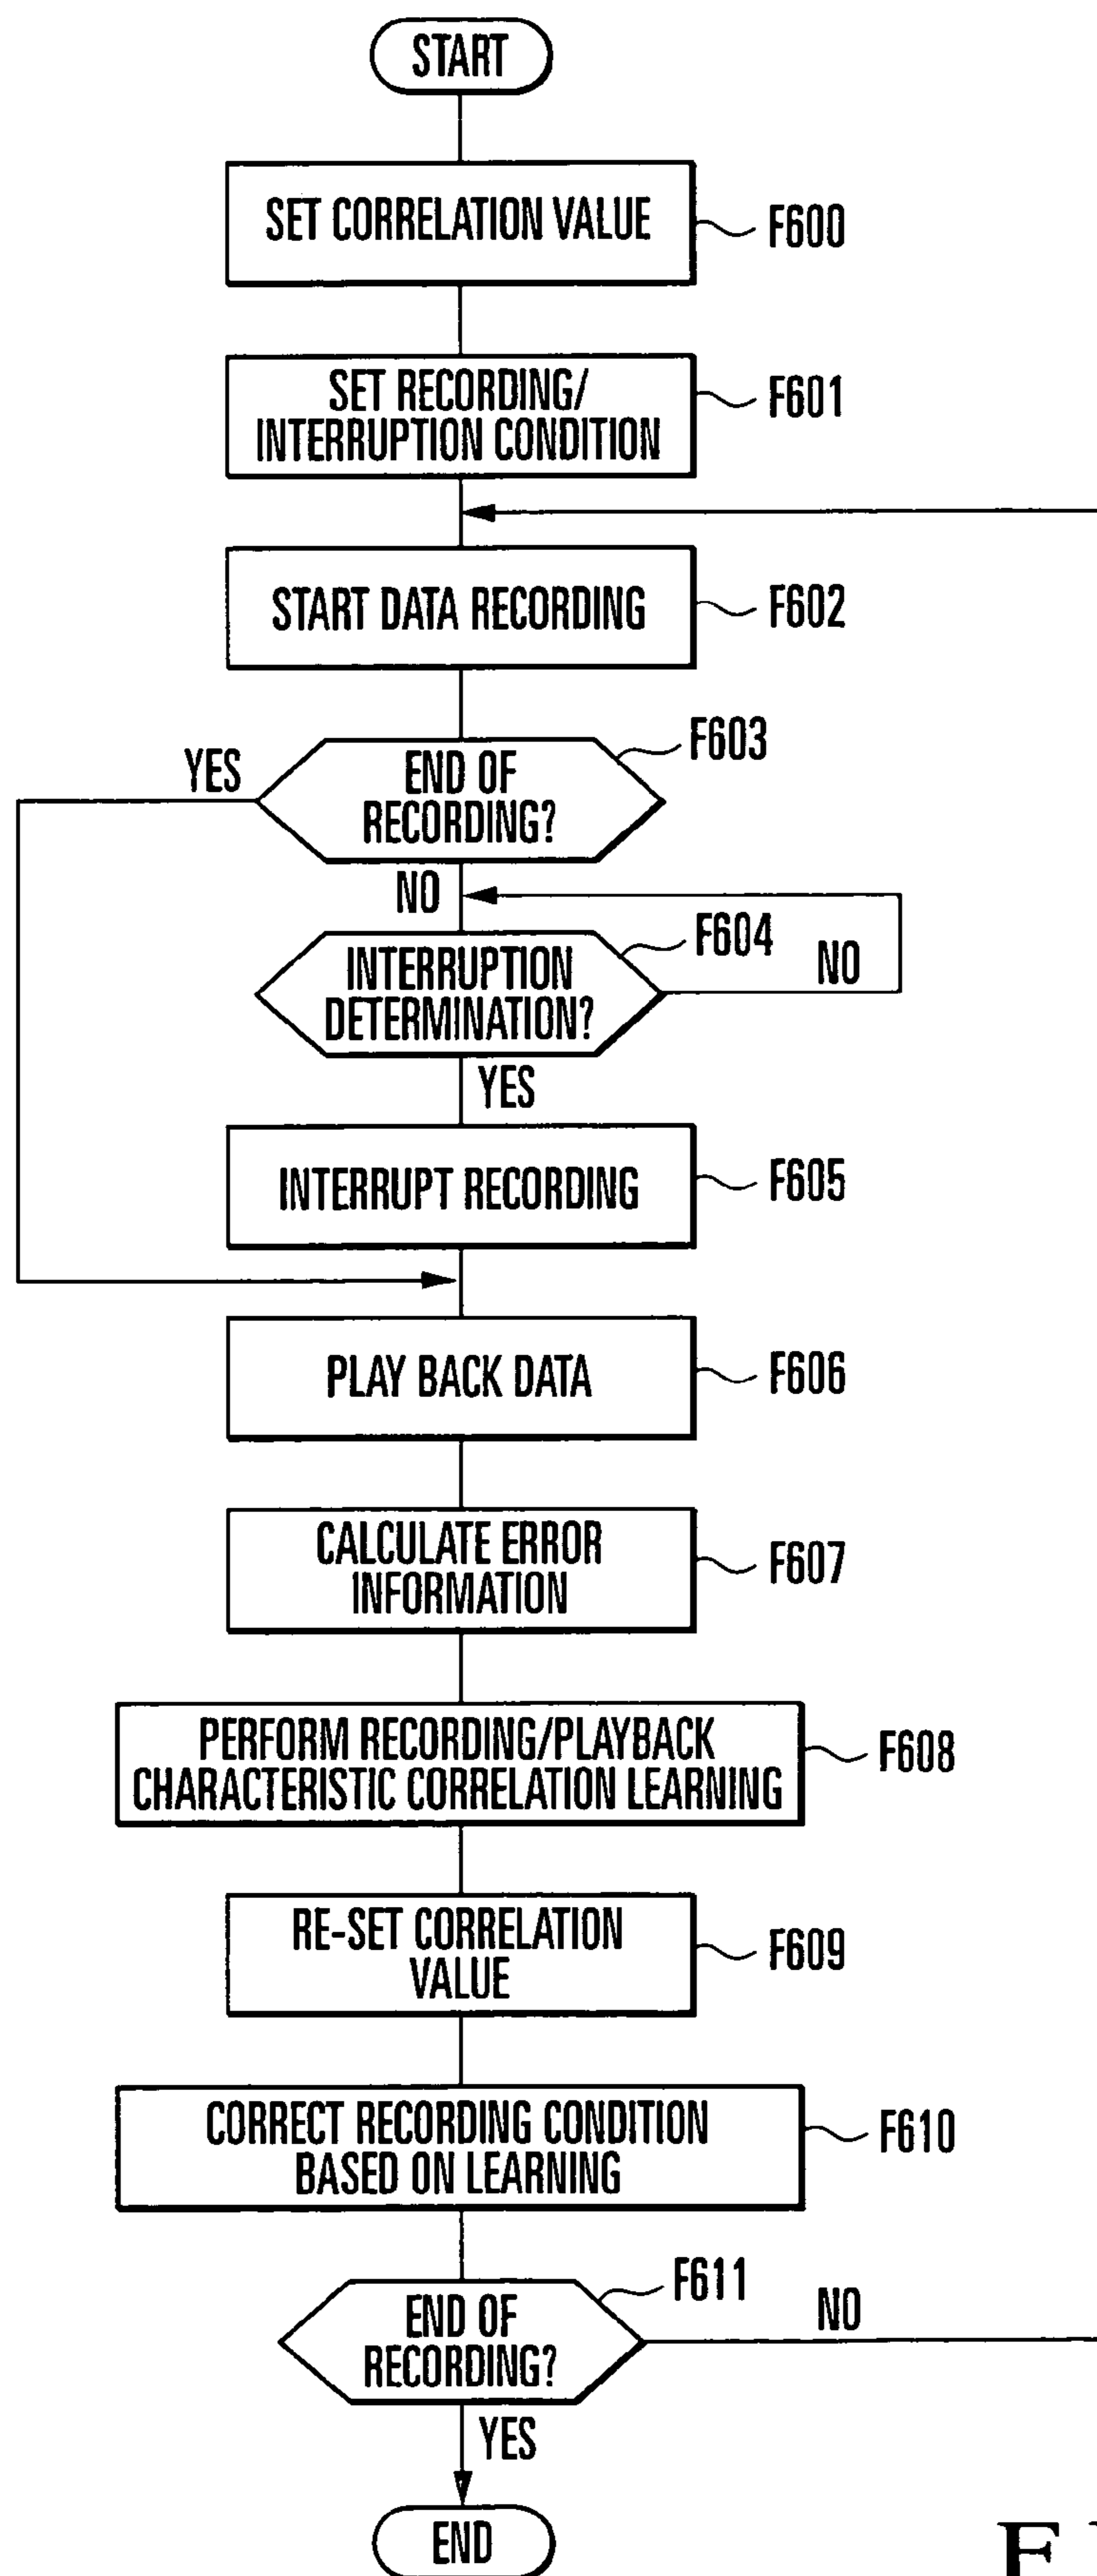 START
SET CORRELATION VALUE
F600
SET RECORDING/
INTERRUPTION CONDITION
F601
START DATA RECORDING
F602
YES
END OF
RECORDING?
F603
NO
INTERRUPTION
DETERMINATION?
F604
NO
YES
INTERRUPT RECORDING
F605
PLAY BACK DATA
F606
CALCULATE ERROR
INFORMATION
F607
PERFORM RECORDING/PLAYBACK
CHARACTERISTIC CORRELATION LEARNING
F608
RE-SET CORRELATION
VALUE
F609
CORRECT RECORDING CONDITION
BASED ON LEARNING
F610
END OF
RECORDING?
F611
NO
YES
END